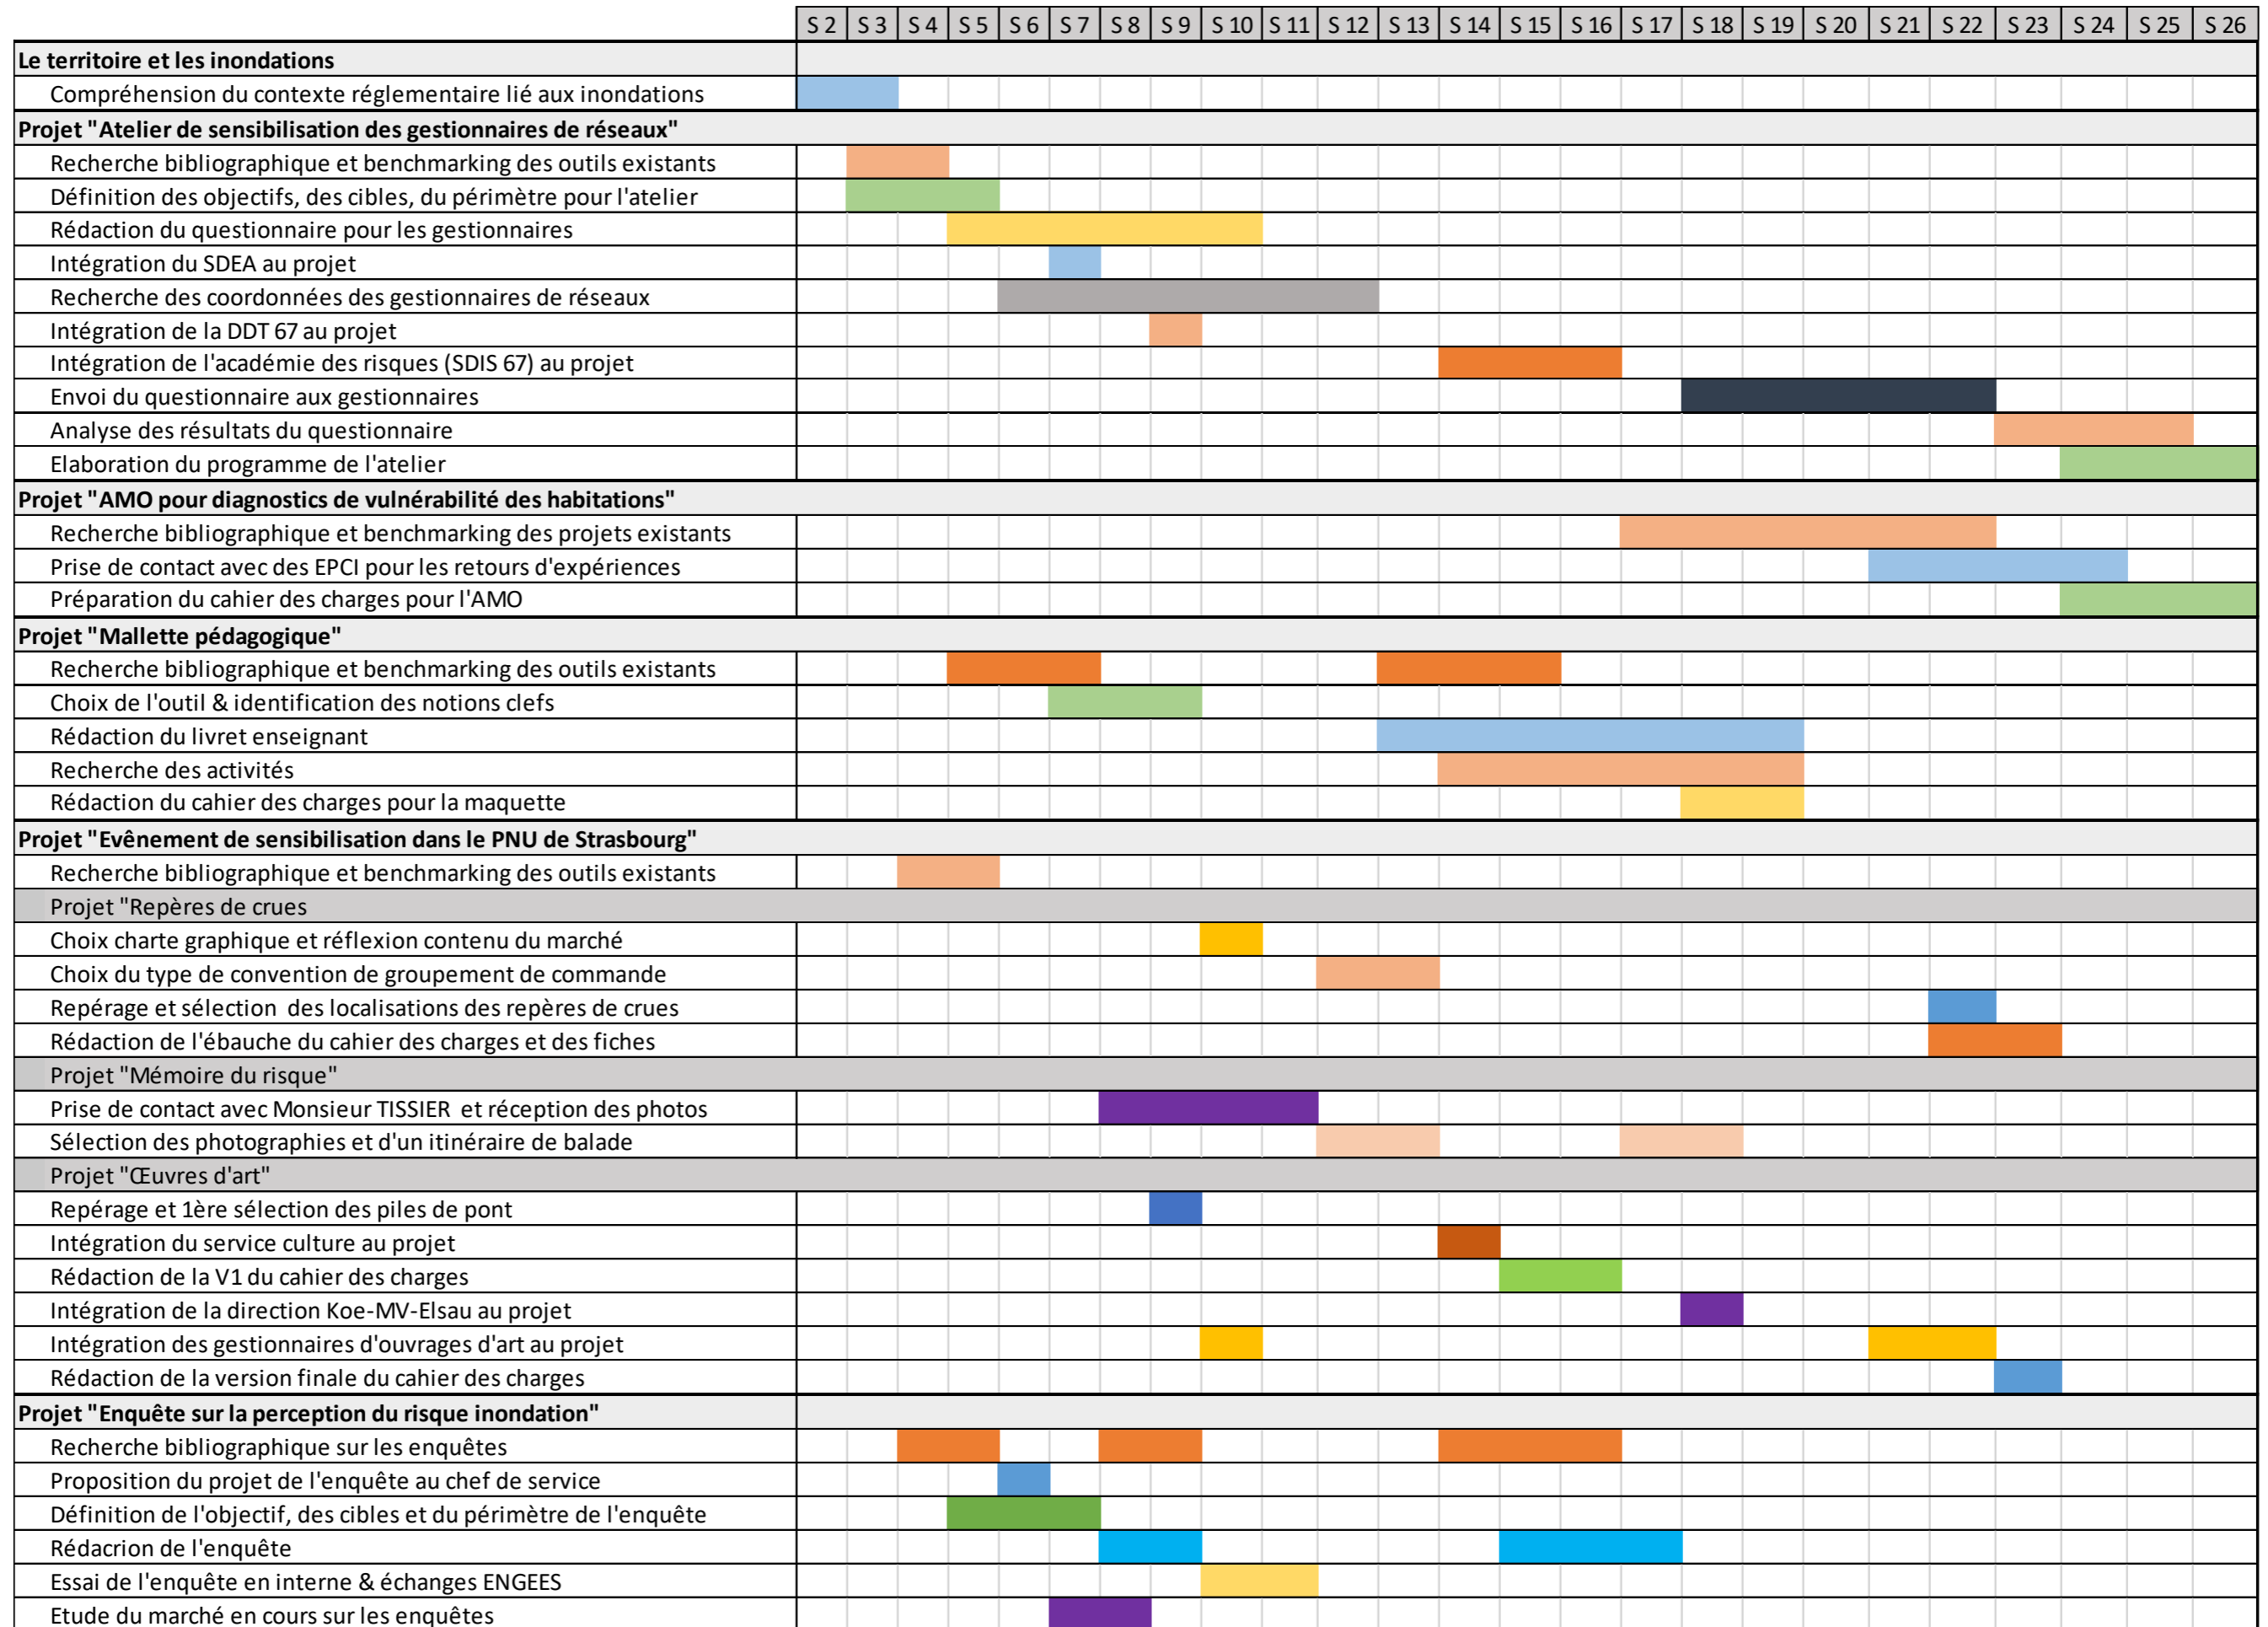 S 2 S 3 S 4 S 5 S 6 S 7 S 8 S 9 S 10 S 11 S 12 S 13 S 14 S 15 S 16 S 17 S 18 S 19 S 20 S 21 S 22 S 23 S 24 S 25 S 26
Le territoire et les inondations
Compréhension du contexte réglementaire lié aux inondations
Projet "Atelier de sensibilisation des gestionnaires de réseaux"
Recherche bibliographique et benchmarking des outils existants
Définition des objectifs, des cibles, du périmètre pour l'atelier
Rédaction du questionnaire pour les gestionnaires
Intégration du SDEA au projet
Recherche des coordonnées des gestionnaires de réseaux
Intégration de la DDT 67 au projet
Intégration de l'académie des risques (SDIS 67) au projet
Envoi du questionnaire aux gestionnaires
Analyse des résultats du questionnaire
Elaboration du programme de l'atelier
Projet "AMO pour diagnostics de vulnérabilité des habitations"
Recherche bibliographique et benchmarking des projets existants
Prise de contact avec des EPCI pour les retours d'expériences
Préparation du cahier des charges pour l'AMO
Projet "Mallette pédagogique"
Recherche bibliographique et benchmarking des outils existants
Choix de l'outil & identification des notions clefs
Rédaction du livret enseignant
Recherche des activités
Rédaction du cahier des charges pour la maquette
Projet "Evênement de sensibilisation dans le PNU de Strasbourg"
Recherche bibliographique et benchmarking des outils existants
Projet "Repères de crues
Choix charte graphique et réflexion contenu du marché
Choix du type de convention de groupement de commande
Repérage et sélection des localisations des repères de crues
Rédaction de l'ébauche du cahier des charges et des fiches
Projet "Mémoire du risque"
Prise de contact avec Monsieur TISSIER et réception des photos
Sélection des photographies et d'un itinéraire de balade
Projet "Œuvres d'art"
Repérage et 1ère sélection des piles de pont
Intégration du service culture au projet
Rédaction de la V1 du cahier des charges
Intégration de la direction Koe-MV-Elsau au projet
Intégration des gestionnaires d'ouvrages d'art au projet
Rédaction de la version finale du cahier des charges
Projet "Enquête sur la perception du risque inondation"
Recherche bibliographique sur les enquêtes
Proposition du projet de l'enquête au chef de service
Définition de l'objectif, des cibles et du périmètre de l'enquête
Rédacrion de l'enquête
Essai de l'enquête en interne & échanges ENGEES
Etude du marché en cours sur les enquêtes